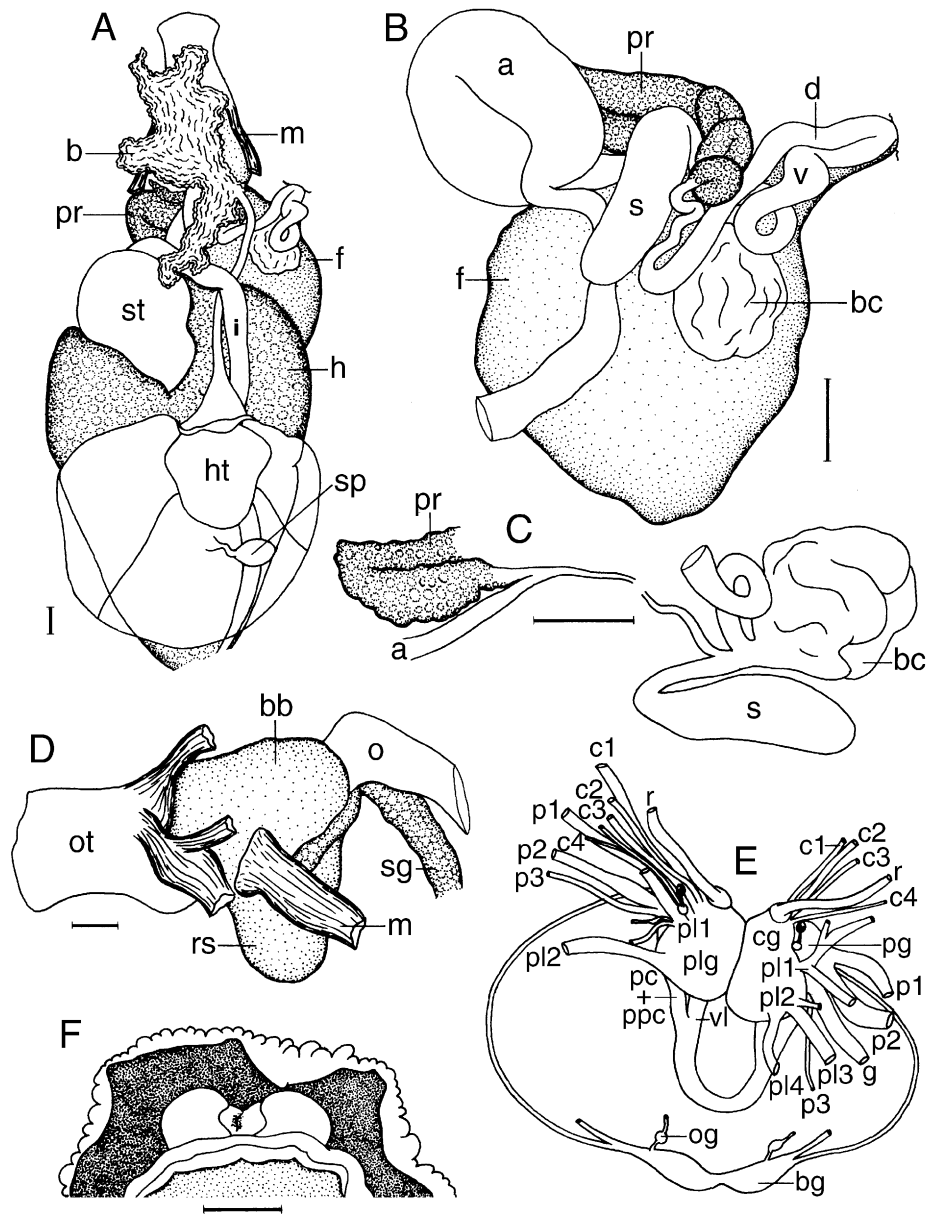 A
m
b
pr
f
st
i
h
ht
sp
B
a
pr
d
v
s
f
bc
C
pr
a
bc
s
D
bb
o
ot
sg
m
rs
E
c1
c2
c3
r
p1
c4
p2
p3
pl1
pl2
plg
pc
+
ppc
vl
c1
c2
c3
r
c4
cg
pg
pl1
p1
pl2
p2
g
pl3
pl4
p3
og
bg
F